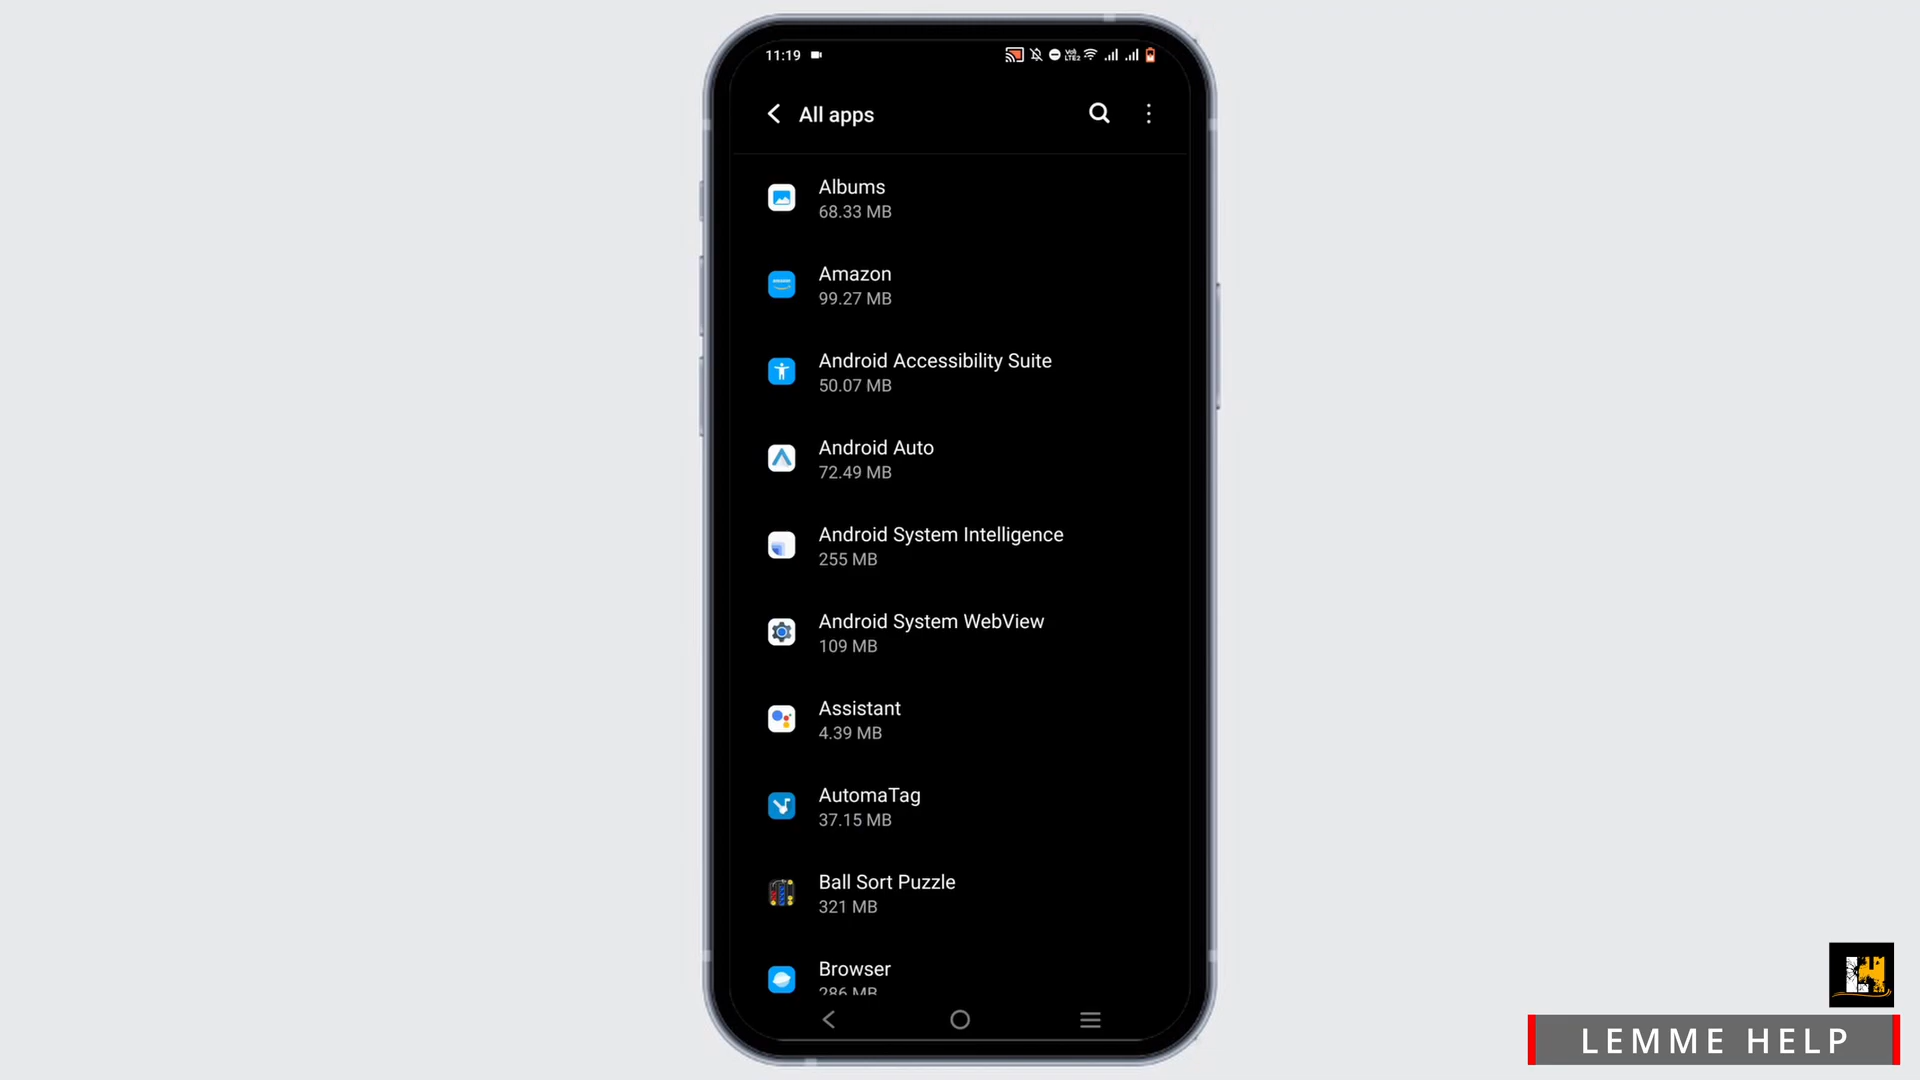 11:19
All apps
Albums
68.33 MB
Amazon
99.27 MB
Android Accessibility Suite
50.07 MB
Android Auto
72.49 MB
Android System Intelligence
255 MB
Android System WebView
109 MB
Assistant
4.39 MB
AutomaTag
37.15 MB
Ball Sort Puzzle
321 MB
Browser
286 MB
LEMME HELP